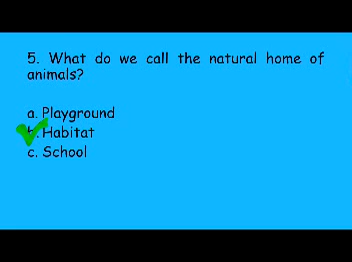 5. What do we call the natural home of
animals?
a. Playground
b. Habitat
c. School